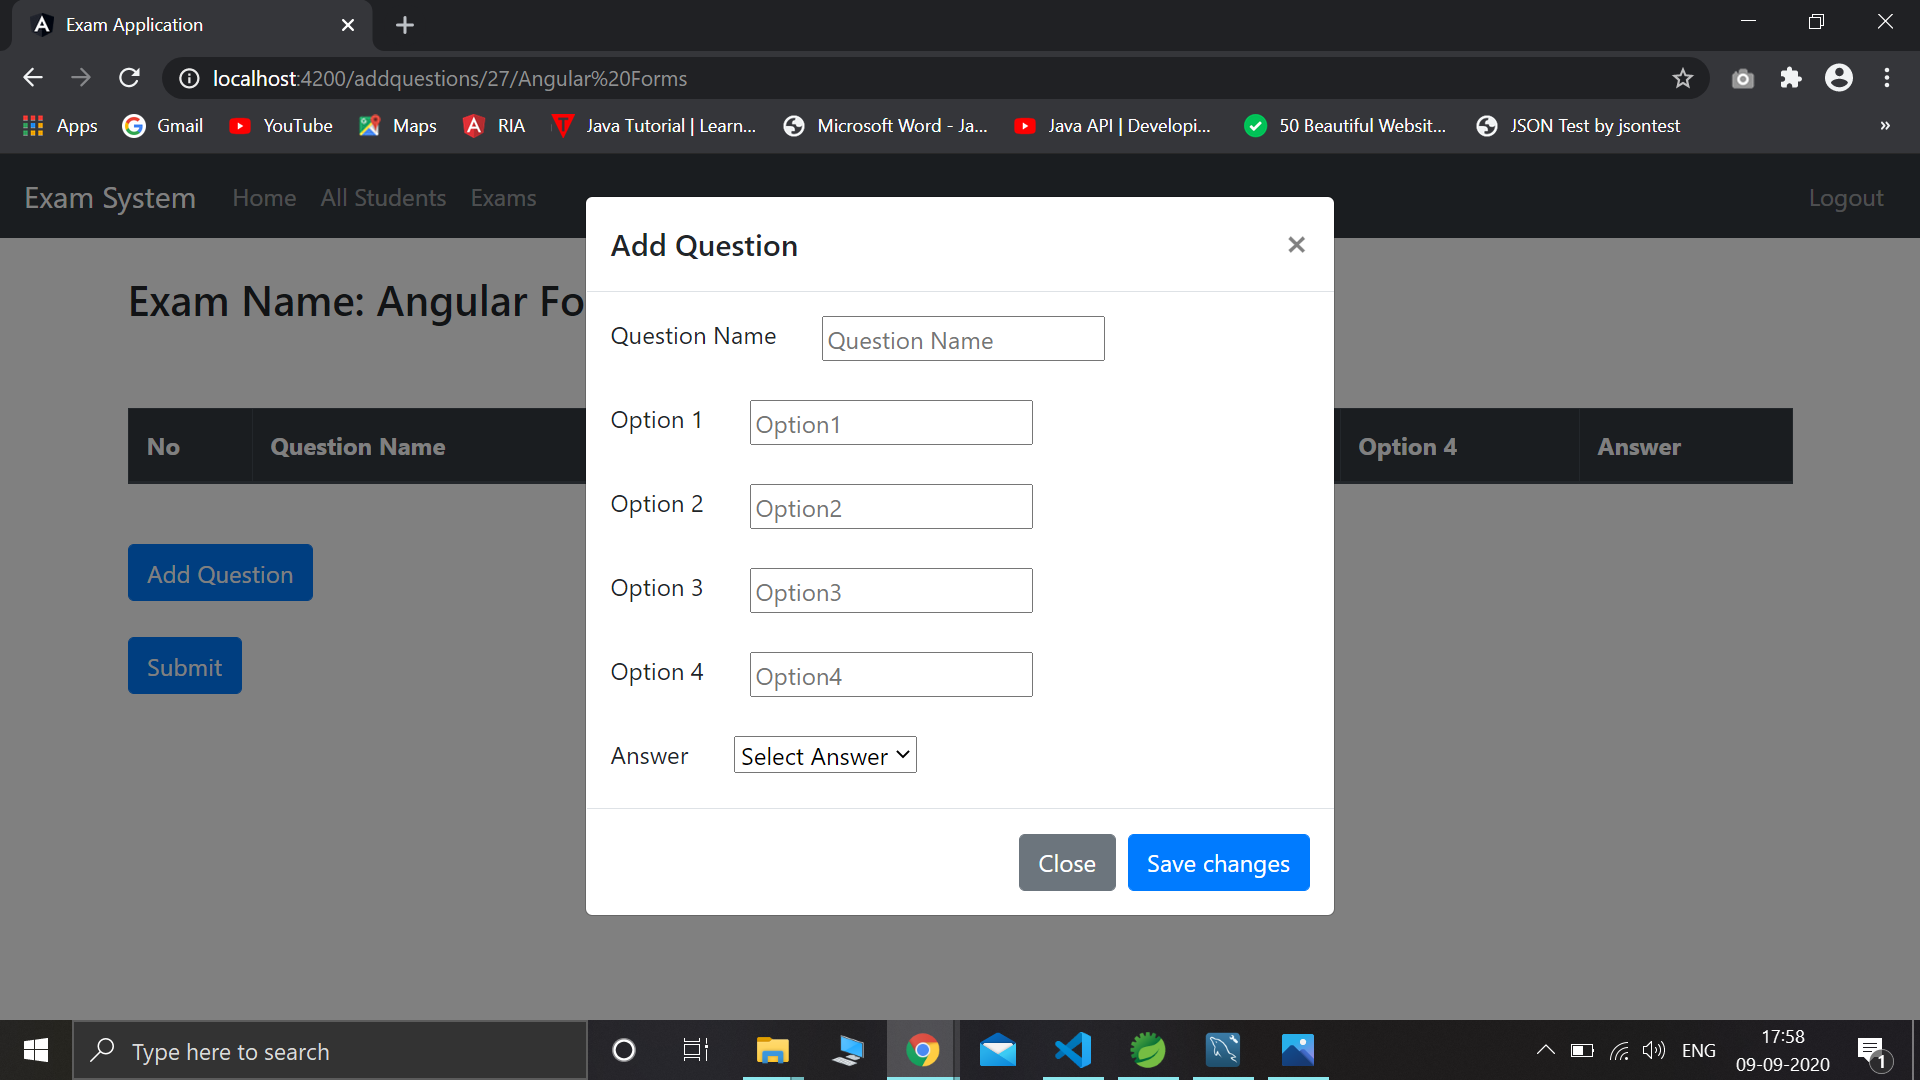 Exam Application
localhost:4200/addquestions/27/Angular%20Forms
Apps Gmail YouTube Maps RIA Java Tutorial | Learn... Microsoft Word - Ja... Java API | Developi... 50 Beautiful Websit... JSON Test by jsontest »
Exam System Home All Students Exams Logout
Add Question ×
Exam Name: Angular Fo
Question Name Question Name
Option 1 Option1
No Question Name Option 4 Answer
Option 2 Option2
Add Question
Option 3 Option3
Submit
Option 4 Option4
Answer Select Answer
Close Save changes
Type here to search
ENG
17:58
09-09-2020
1